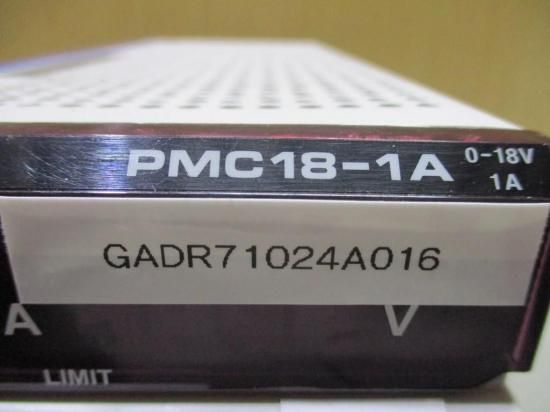 PMC18-1A 0-18V
1A
GADR71024A016
A V
LIMIT